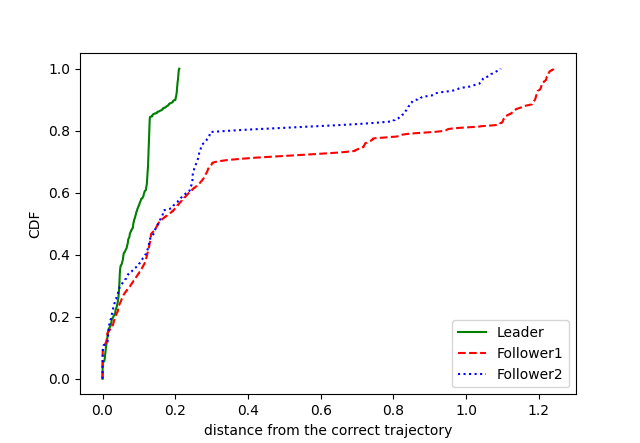 1.0
0.8
0.6
0.4
0.2
0.0
CDF
0.0 0.2 0.4 0.6 0.8 1.0 1.2
distance from the correct trajectory
Leader
Follower1
Follower2